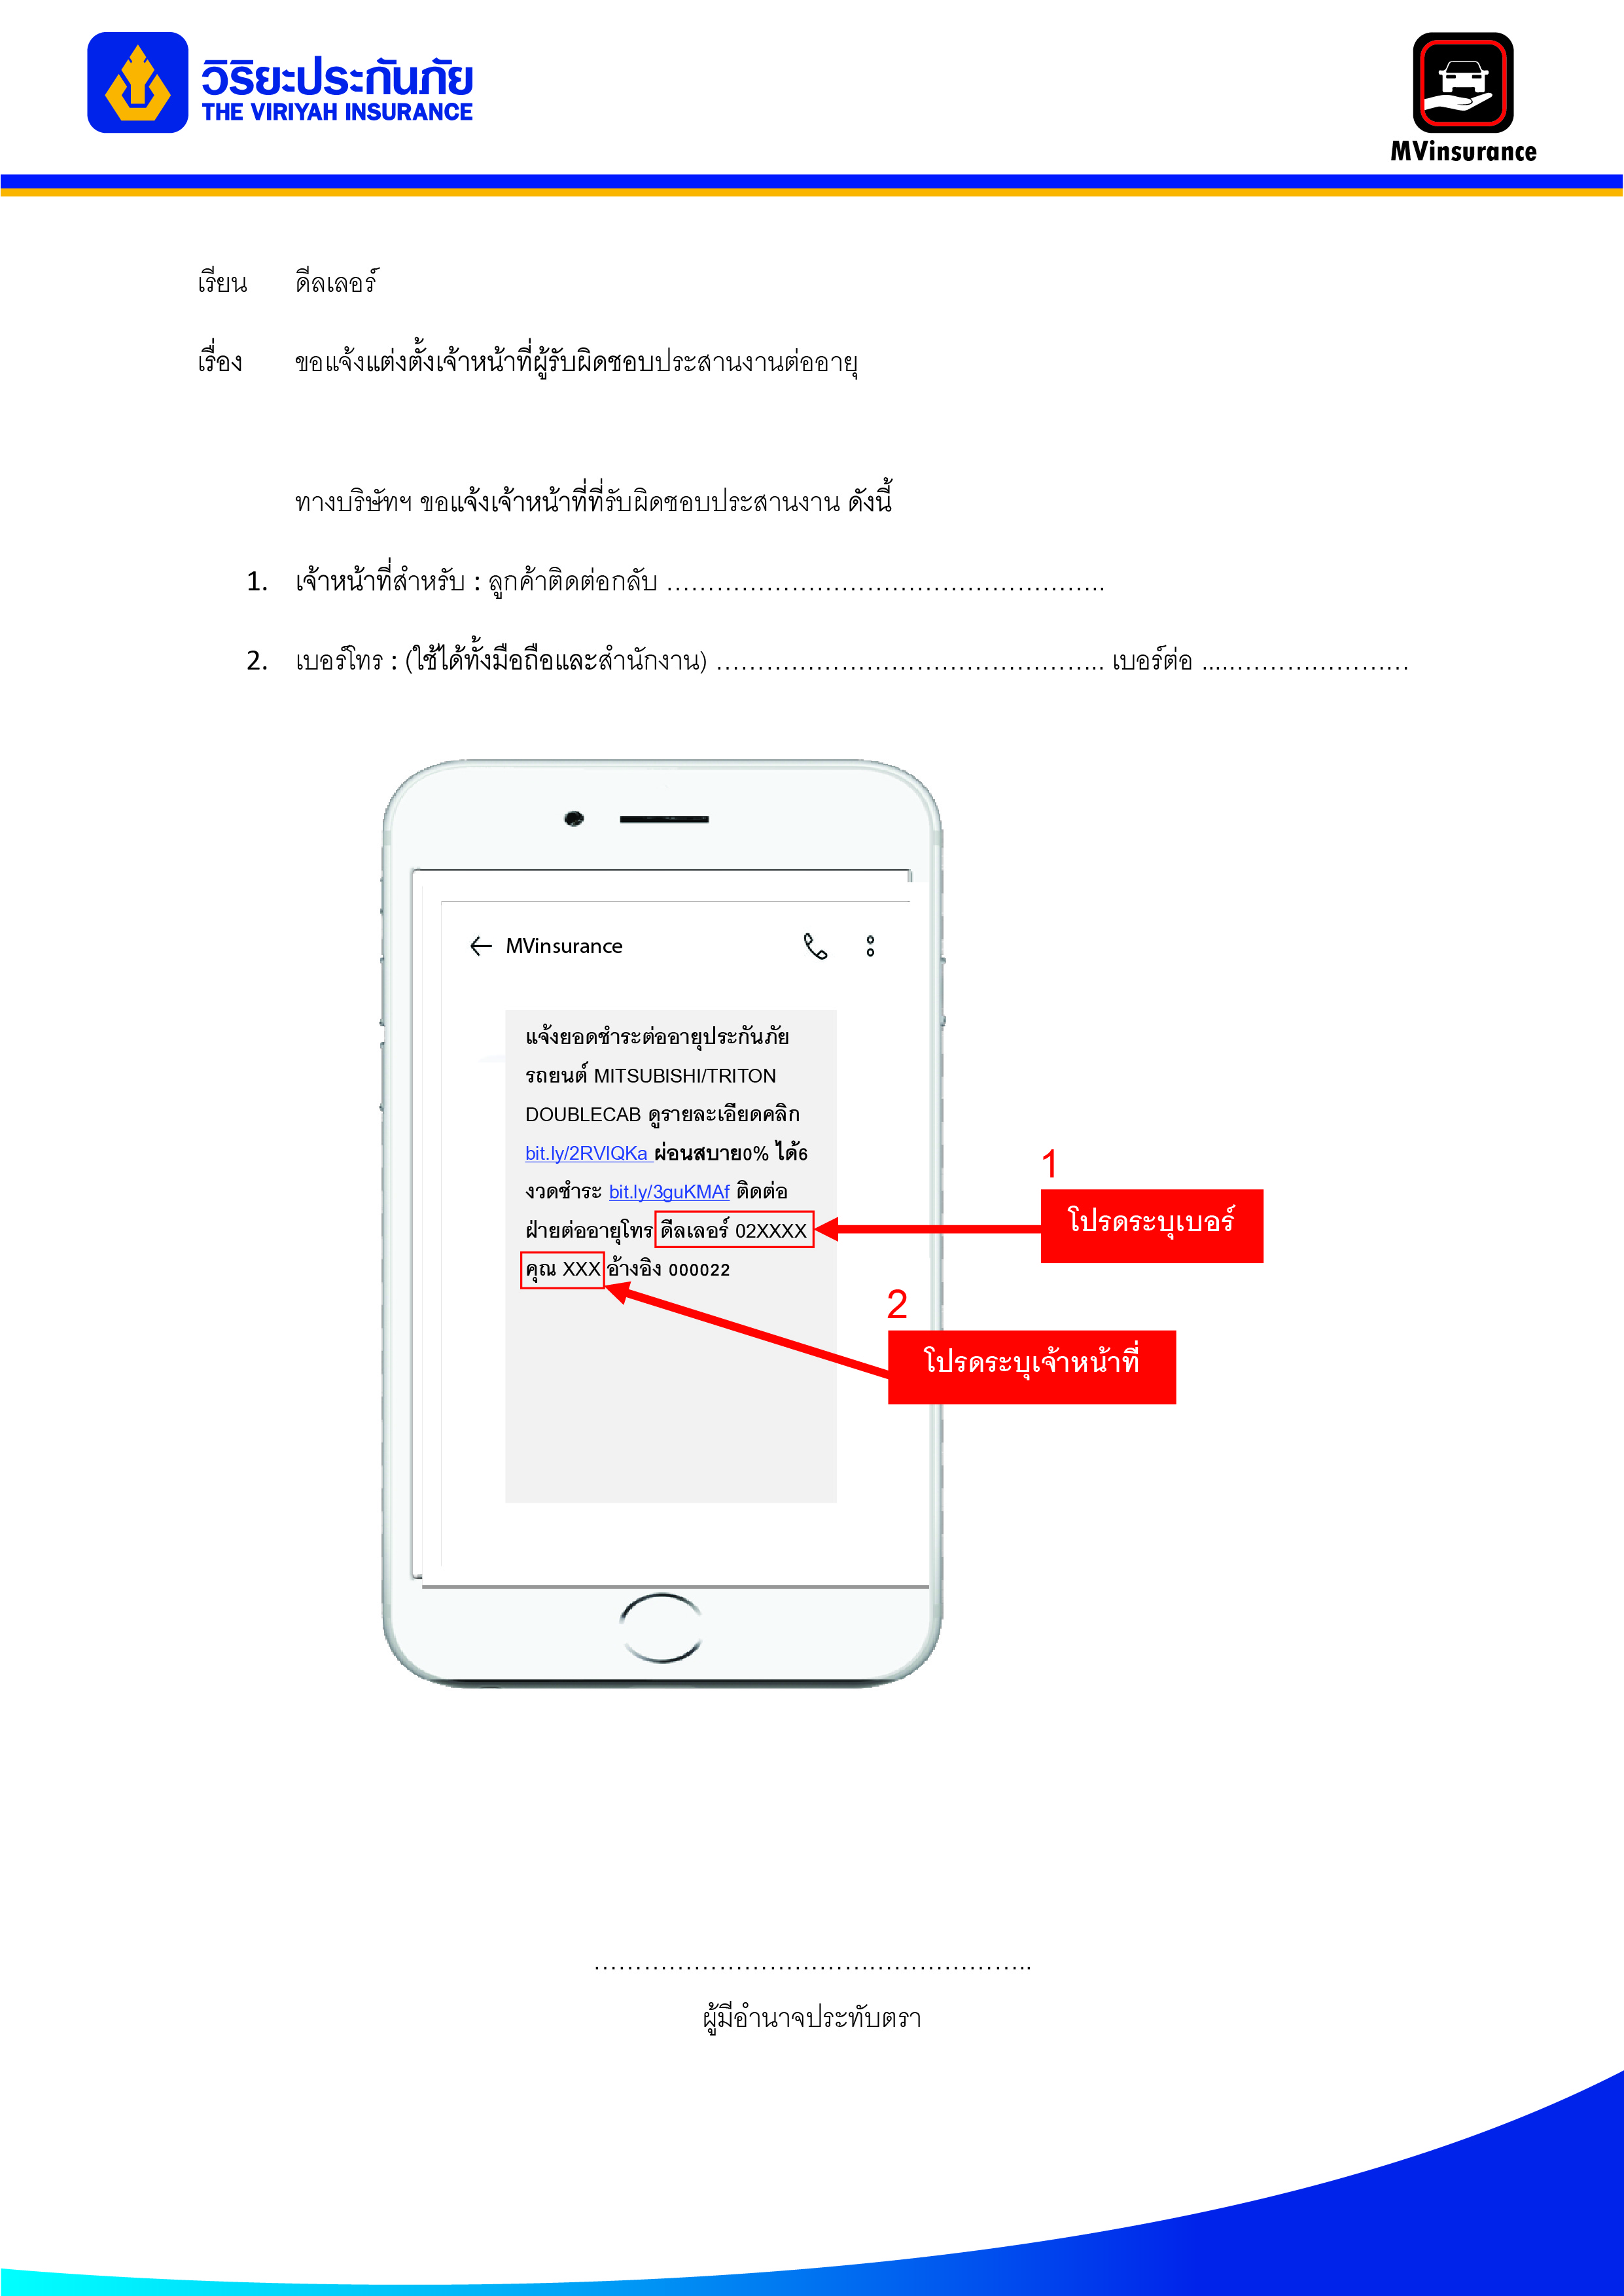 วิริยะประกันภัย
THE VIRIYAH INSURANCE
MVinsurance
เรียน ดีลเลอร์
เรื่อง ขอแจ้งแต่งตั้งเจ้าหน้าที่ผู้รับผิดชอบประสานงานต่ออายุ
ทางบริษัทฯ ขอแจ้งเจ้าหน้าที่ที่รับผิดชอบประสานงาน ดังนี้
1. เจ้าหน้าที่สำหรับ : ลูกค้าติดต่อกลับ ……………………………………………..
2. เบอร์โทร : (ใช้ได้ทั้งมือถือและสำนักงาน) ……………………………………….. เบอร์ต่อ .....…………………
MVinsurance
แจ้งยอดชำระต่ออายุประกันภัย
รถยนต์ MITSUBISHI/TRITON
DOUBLECAB ดูรายละเอียดคลิก
bit.ly/2RVlQKa ผ่อนสบาย0% ได้6
งวดชำระ bit.ly/3guKMAf ติดต่อ
ฝ่ายต่ออายุโทร ดีลเลอร์ 02XXXX
คุณ XXX อ้างอิง 000022
1
โปรดระบุเบอร์
2
โปรดระบุเจ้าหน้าที่
……………………………………………..
ผู้มีอำนาจประทับตรา